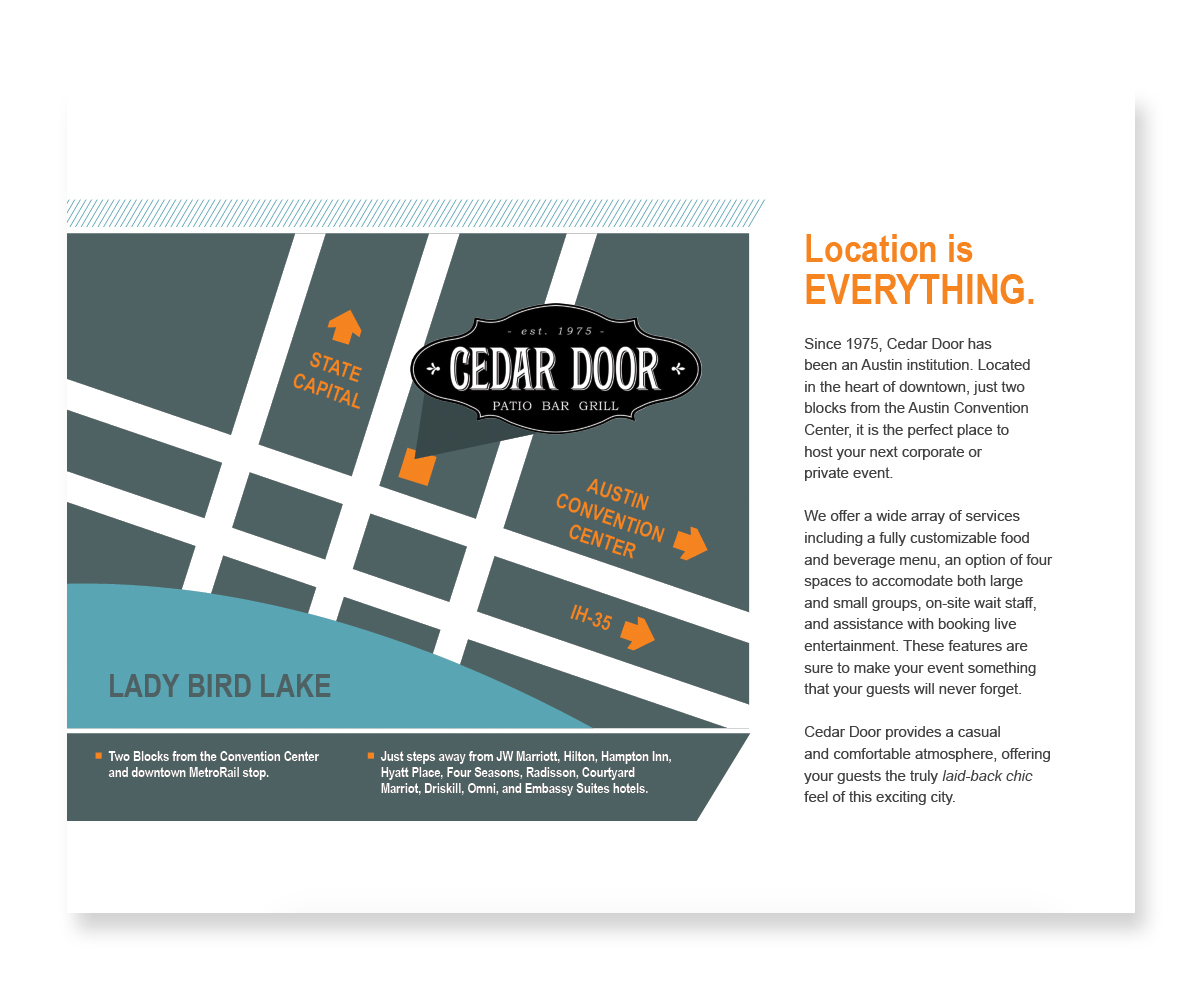 - est. 1975 -
CEDAR DOOR
PATIO BAR GRILL
STATE
CAPITAL
AUSTIN
CONVENTION
CENTER
IH-35
LADY BIRD LAKE
Two Blocks from the Convention Center
and downtown MetroRail stop.
Just steps away from JW Marriott, Hilton, Hampton Inn,
Hyatt Place, Four Seasons, Radisson, Courtyard
Marriot, Driskill, Omni, and Embassy Suites hotels.
Location is
EVERYTHING.
Since 1975, Cedar Door has
been an Austin institution. Located
in the heart of downtown, just two
blocks from the Austin Convention
Center, it is the perfect place to
host your next corporate or
private event.
We offer a wide array of services
including a fully customizable food
and beverage menu, an option of four
spaces to accomodate both large
and small groups, on-site wait staff,
and assistance with booking live
entertainment. These features are
sure to make your event something
that your guests will never forget.
Cedar Door provides a casual
and comfortable atmosphere, offering
your guests the truly laid-back chic
feel of this exciting city.